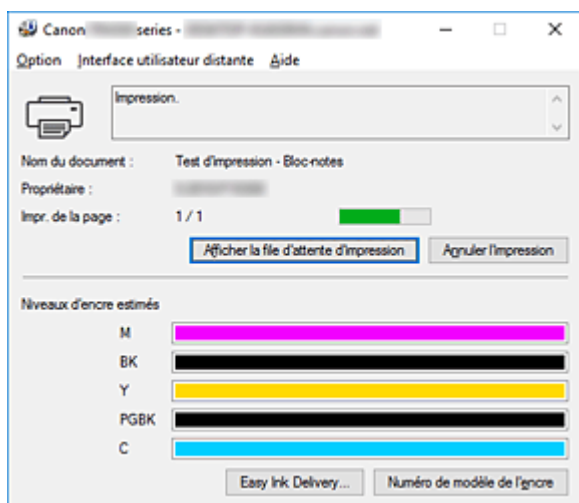 Canon series -
Option Interface utilisateur distante Aide
Impression.
Nom du document : Test d'impression - Bloc-notes
Propriétaire :
Impr. de la page : 1 / 1
Afficher la file d'attente d'impression Annuler l'impression
Niveaux d'encre estimés
M
BK
Y
PGBK
C
Easy Ink Delivery... Numéro de modèle de l'encre